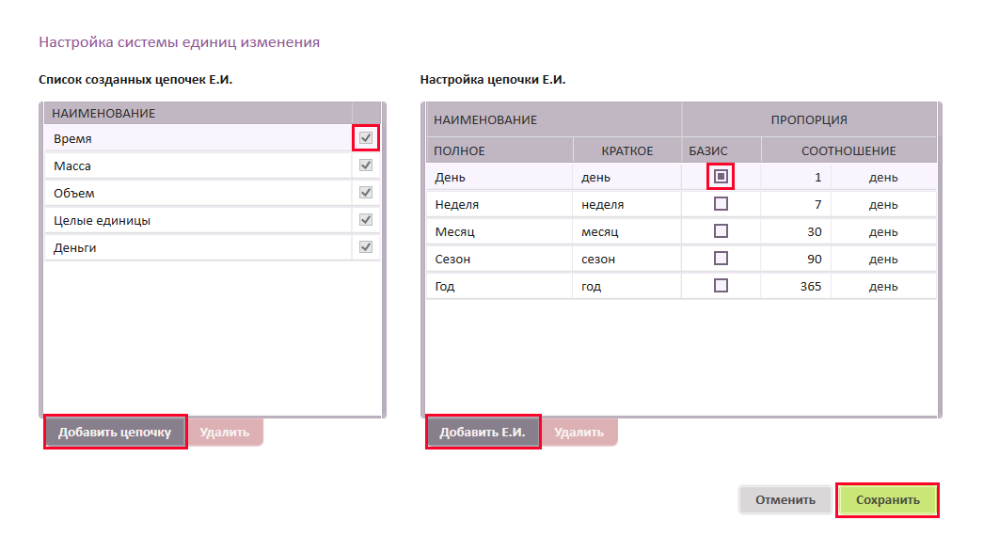 Настройка системы единиц изменения
Список созданных цепочек Е.И.
НАИМЕНОВАНИЕ
Время
Масса
Объем
Целые единицы
Деньги
Добавить цепочку Удалить
Настройка цепочки Е.И.
НАИМЕНОВАНИЕ ПРОПОРЦИЯ
ПОЛНОЕ КРАТКОЕ БАЗИС СООТНОШЕНИЕ
День день 1 день
Неделя неделя 7 день
Месяц месяц 30 день
Сезон сезон 90 день
Год год 365 день
Добавить Е.И. Удалить
Отменить Сохранить